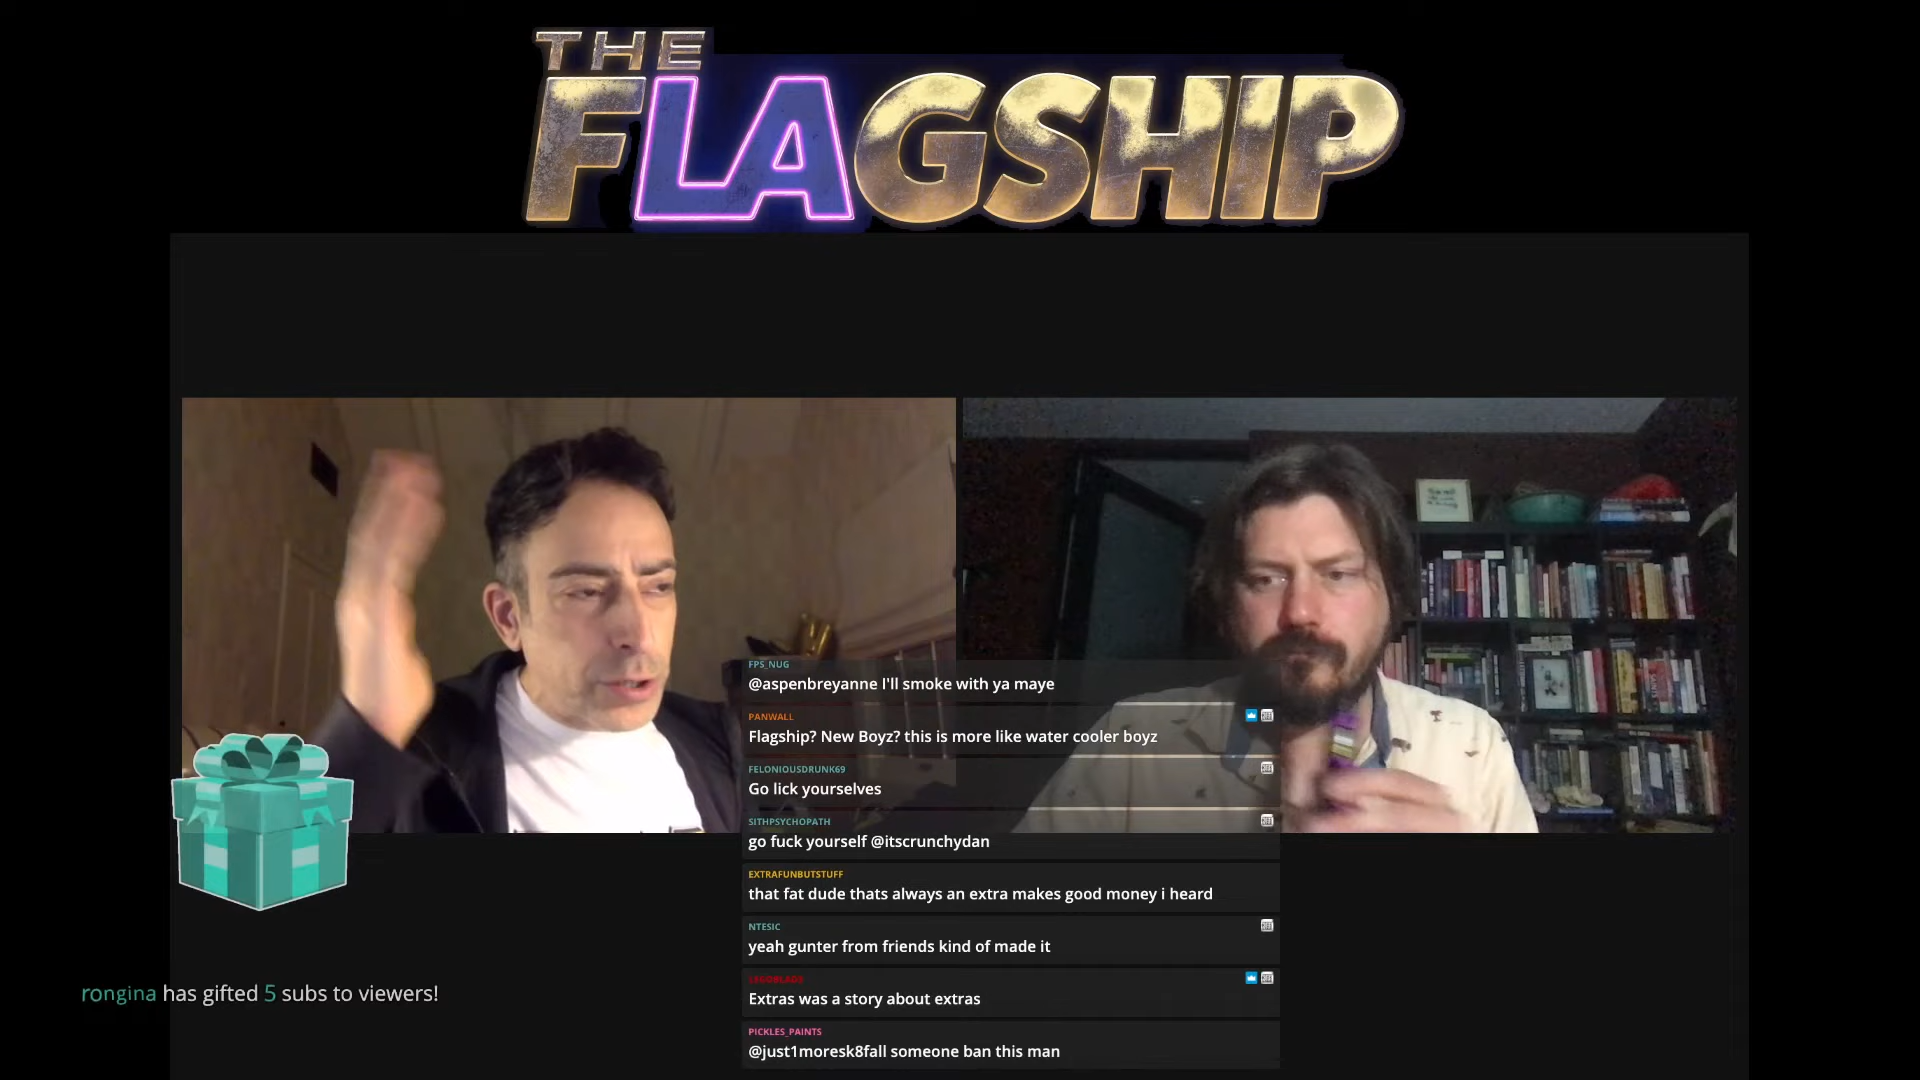 THE
FLAGSHIP
FPS_NUG
@aspenbreyanne I'll smoke with ya maye
PANWALL
Flagship? New Boyz? this is more like water cooler boyz
FELONIOUSDRUNK69
Go lick yourselves
SITHPSYCHOPATH
go fuck yourself @itscrunchydan
EXTRAFUNBUTSTUFF
that fat dude thats always an extra makes good money i heard
NTESIC
yeah gunter from friends kind of made it
Extras was a story about extras
PICKLES_PAINTS
@just1moresk8fall someone ban this man
rongina has gifted 5 subs to viewers!